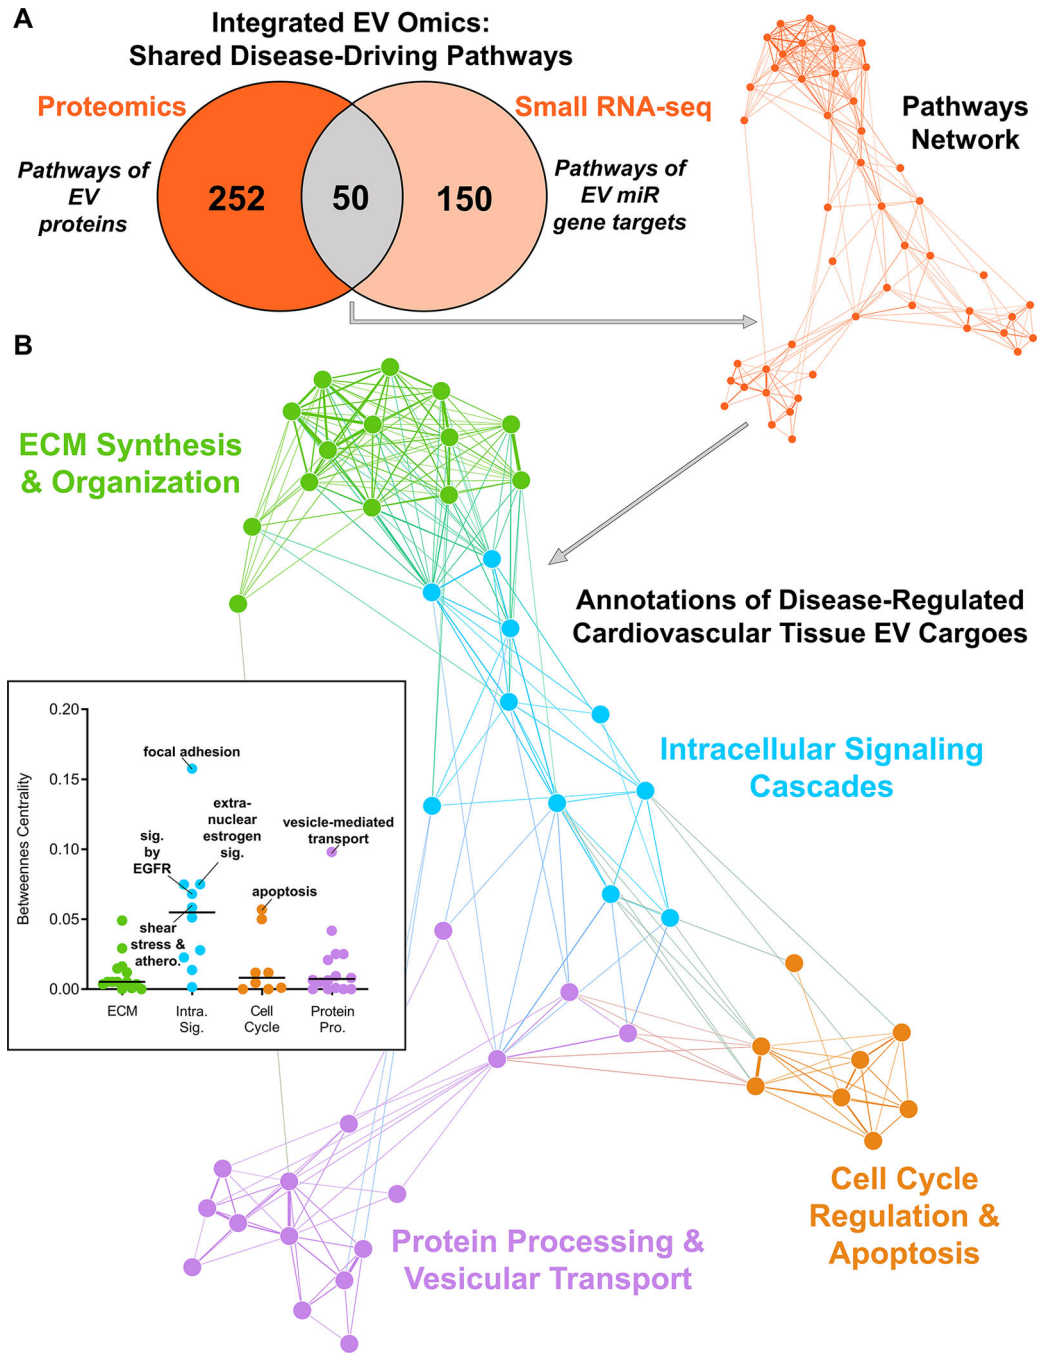 A
Integrated EV Omics:
Shared Disease-Driving Pathways
Proteomics
Small RNA-seq
Pathways of
EV
proteins
252
50
150
Pathways of
EV miR
gene targets
Pathways
Network
B
ECM Synthesis
& Organization
Annotations of Disease-Regulated
Cardiovascular Tissue EV Cargoes
Intracellular Signaling
Cascades
Betweennes Centrality
0.20
0.15
0.10
0.05
0.00
focal adhesion
extra-
nuclear
estrogen
sig.
sig.
by
EGFR
vesicle-mediated
transport
apoptosis
shear
stress &
athero.
ECM
Intra.
Sig.
Cell
Cycle
Protein
Pro.
Cell Cycle
Regulation &
Apoptosis
Protein Processing &
Vesicular Transport